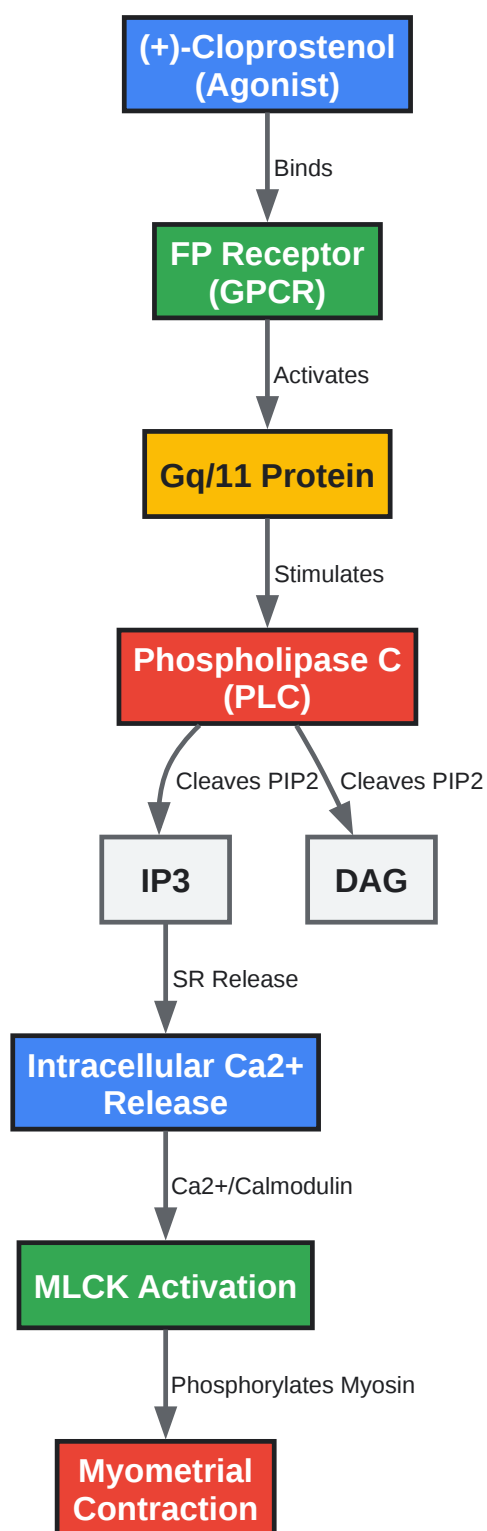 (+)-Cloprostenol
(Agonist)
Binds
FP Receptor
(GPCR)
Activates
Gq/11 Protein
Stimulates
Phospholipase C
(PLC)
Cleaves PIP2
Cleaves PIP2
IP3
DAG
SR Release
Intracellular Ca2+
Release
Ca2+/Calmodulin
MLCK Activation
Phosphorylates Myosin
Myometrial
Contraction